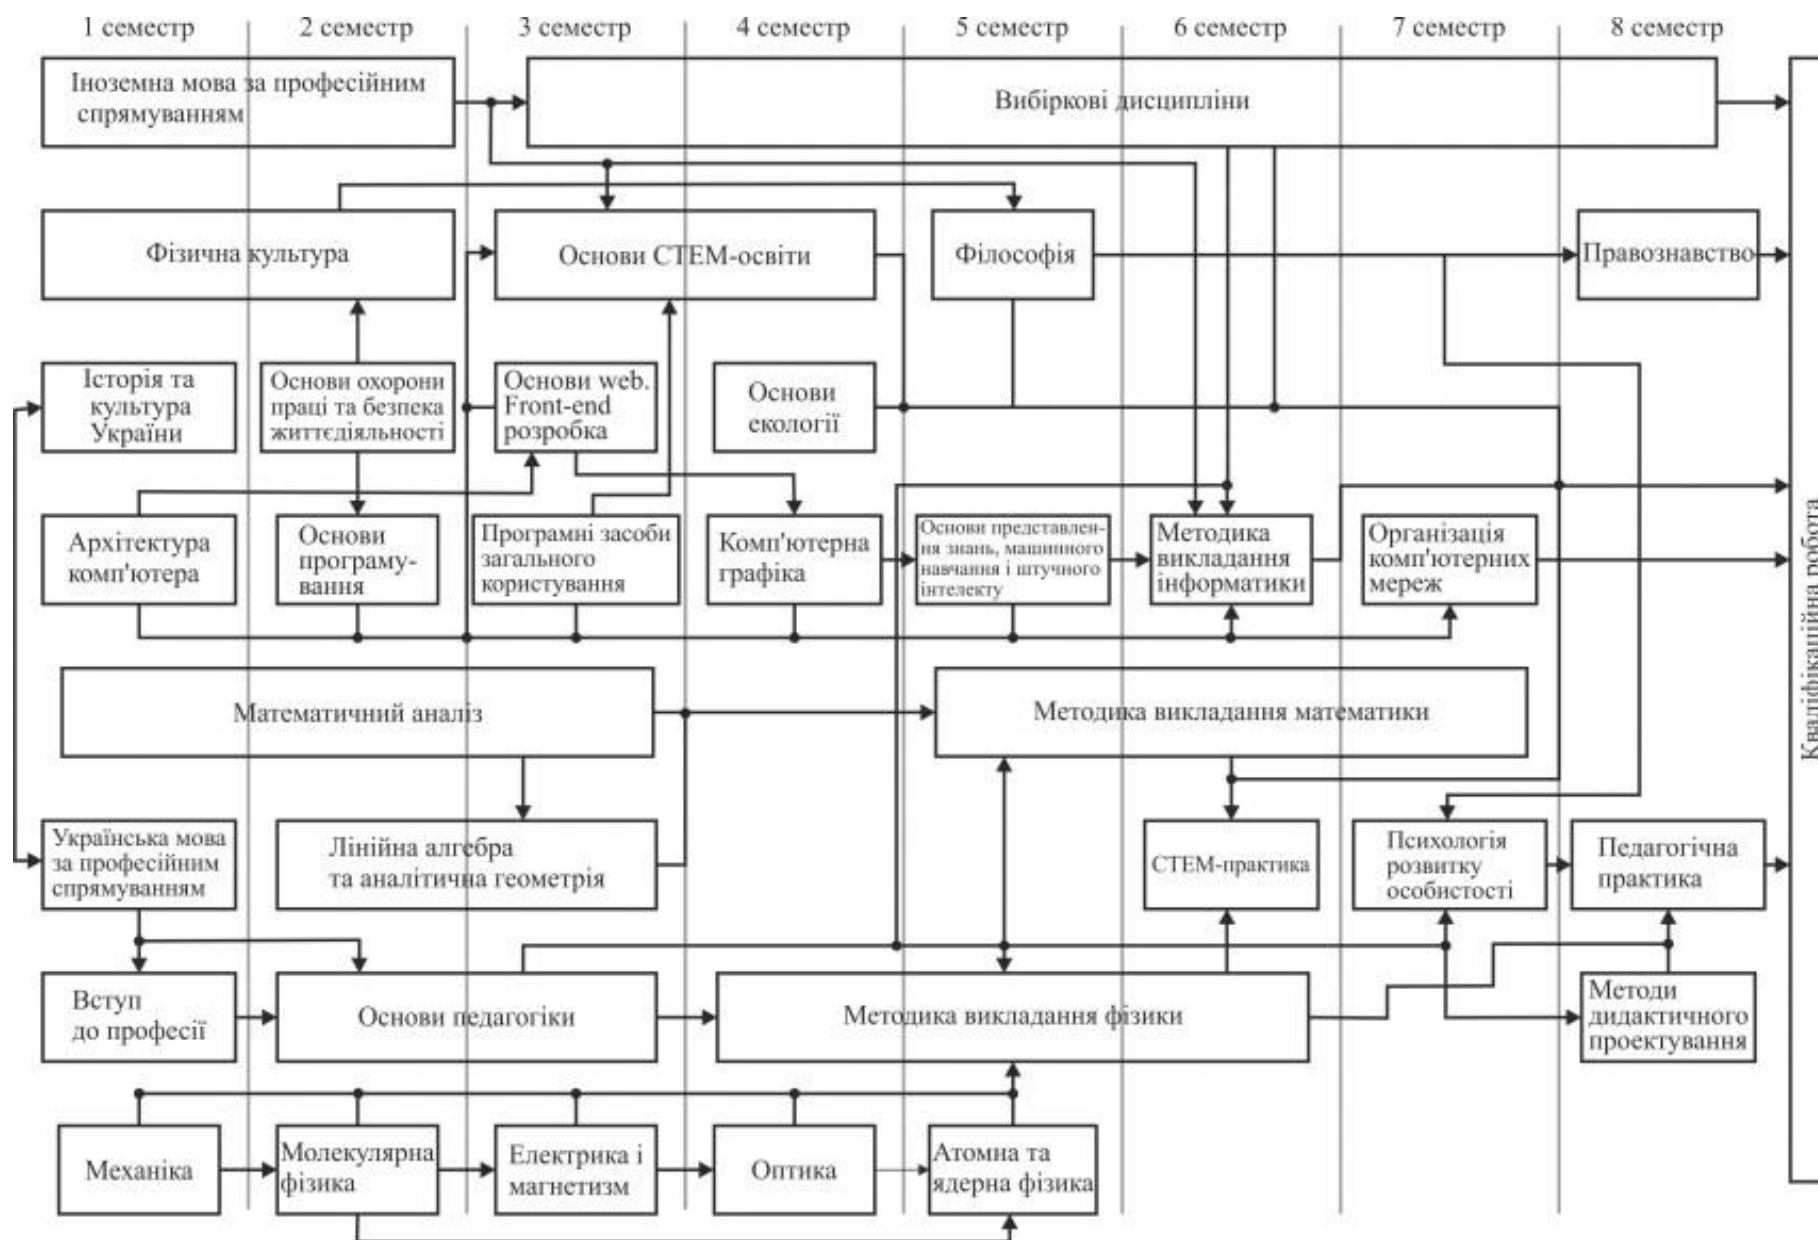 1 семестр
2 семестр
3 семестр
4 семестр
5 семестр
6 семестр
7 семестр
8 семестр
Іноземна мова за професійним
спрямуванням
Вибіркові дисципліни
Фізична культура
Основи СТЕМ-освіти
Філософія
Правознавство
Історія та
культура
України
Основи охорони
праці та безпека
життєдіяльності
Основи web.
Front-end
розробка
Основи
екології
Архітектура
комп'ютера
Основи
програму-
вання
Програмні засоби
загального
користування
Комп'ютерна
графіка
Основи представлен-
ня знань, машинного
навчання і штучного
інтелекту
Методика
викладання
інформатики
Організація
комп'ютерних
мереж
Кваліфікаційна робота
Математичний аналіз
Методика викладання математики
Українська мова
за професійним
спрямуванням
Лінійна алгебра
та аналітична геометрія
СТЕМ-практика
Психологія
розвитку
особистості
Педагогічна
практика
Вступ
до професії
Основи педагогіки
Методика викладання фізики
Методи
дидактичного
проектування
Механіка
Молекулярна
фізика
Електрика і
магнетизм
Оптика
Атомна та
ядерна фізика